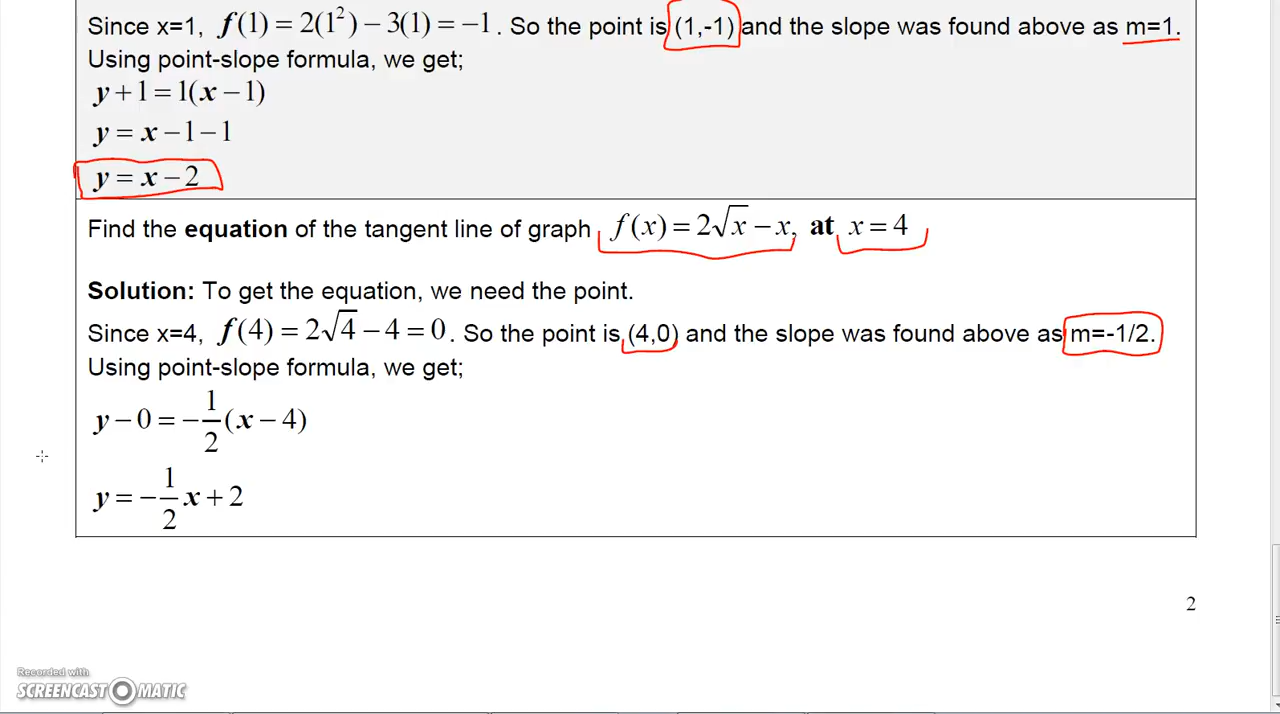 Since x=1, f(1) = 2(1²) − 3(1) = −1. So the point is (1,-1) and the slope was found above as m=1.
Using point-slope formula, we get;
y + 1 = 1(x − 1)
y = x − 1 − 1
y = x − 2
Find the equation of the tangent line of graph f(x) = 2√x − x, at x = 4
Solution: To get the equation, we need the point.
Since x=4, f(4) = 2√4 − 4 = 0. So the point is (4,0) and the slope was found above as m=-1/2.
Using point-slope formula, we get;
y − 0 = −1/2(x − 4)
y = −1/2x + 2
2
Recorded with
SCREENCAST-O-MATIC